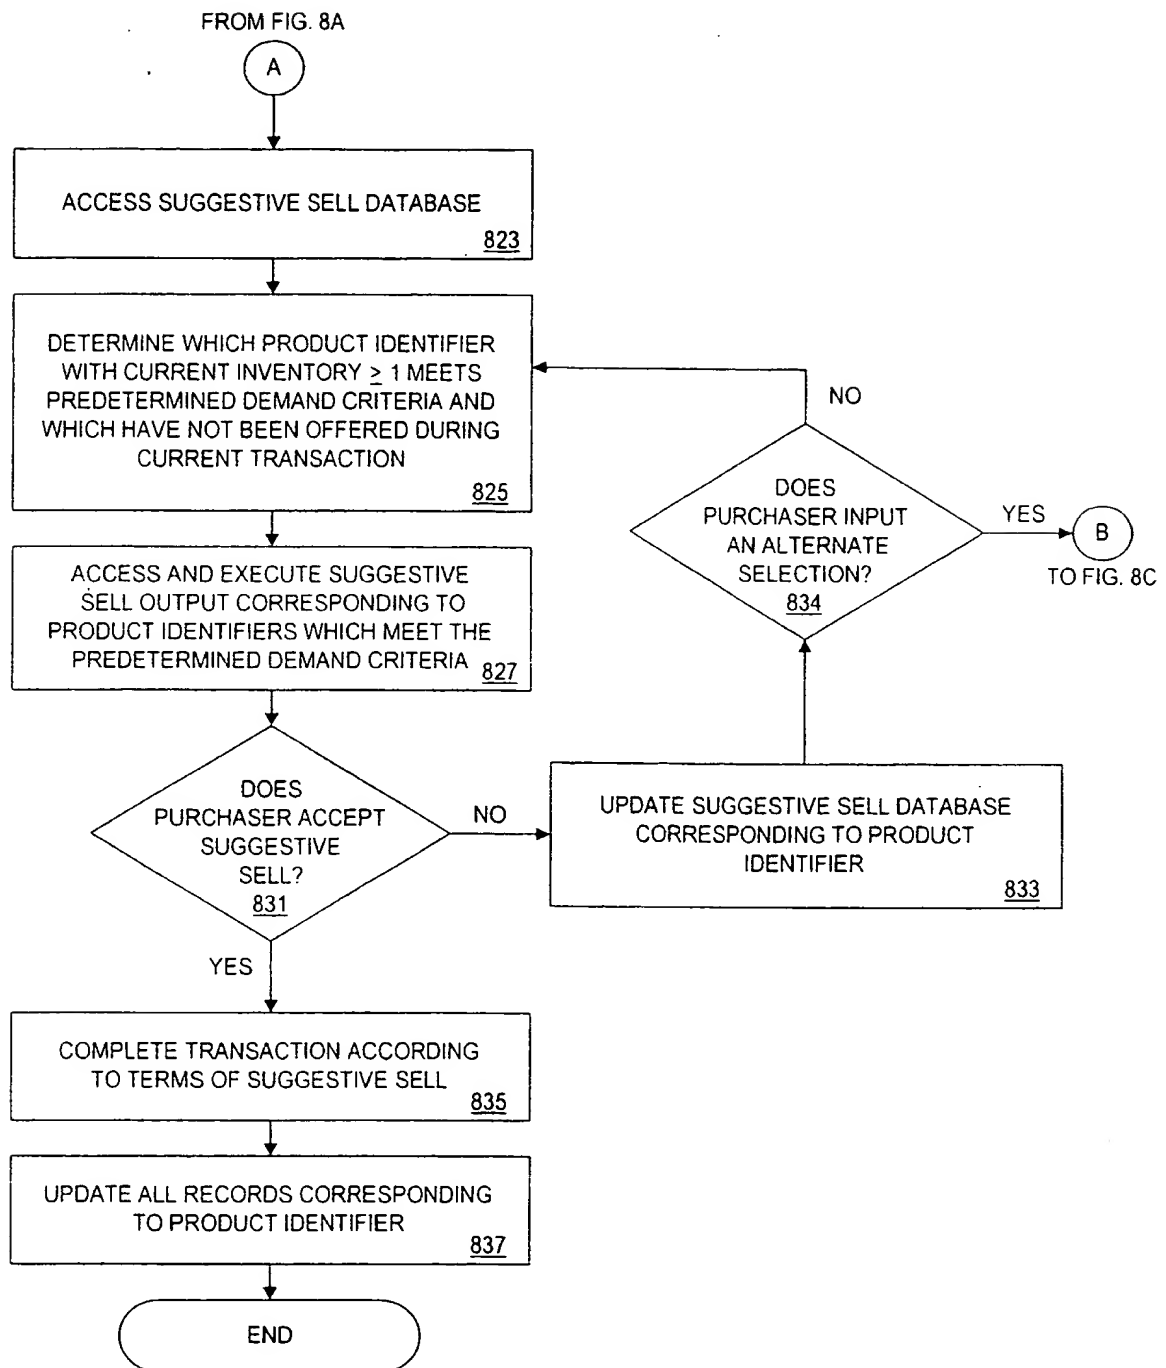 FROM FIG. 8A
A
ACCESS SUGGESTIVE SELL DATABASE
823
DETERMINE WHICH PRODUCT IDENTIFIER
WITH CURRENT INVENTORY ≥ 1 MEETS
PREDETERMINED DEMAND CRITERIA AND
WHICH HAVE NOT BEEN OFFERED DURING
CURRENT TRANSACTION
825
ACCESS AND EXECUTE SUGGESTIVE
SELL OUTPUT CORRESPONDING TO
PRODUCT IDENTIFIERS WHICH MEET THE
PREDETERMINED DEMAND CRITERIA
827
DOES
PURCHASER ACCEPT
SUGGESTIVE
SELL?
831
NO
UPDATE SUGGESTIVE SELL DATABASE
CORRESPONDING TO PRODUCT
IDENTIFIER
833
DOES
PURCHASER INPUT
AN ALTERNATE
SELECTION?
834
NO
YES
B
TO FIG. 8C
YES
COMPLETE TRANSACTION ACCORDING
TO TERMS OF SUGGESTIVE SELL
835
UPDATE ALL RECORDS CORRESPONDING
TO PRODUCT IDENTIFIER
837
END